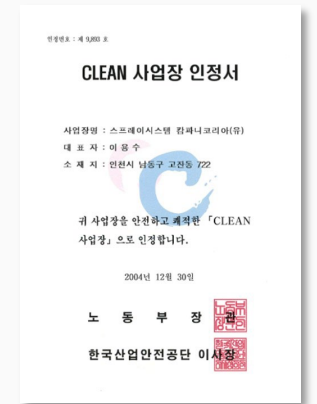 인정번호 : 제 9,893 호
CLEAN 사업장 인정서
사업장명 : 스프레이시스템 캄파니코리아(유)
대 표 자 : 이 용 수
소 재 지 : 인천시 남동구 고잔동 722
귀 사업장을 안전하고 쾌적한 「CLEAN
사업장」으로 인정합니다.
2004년 12월 30일
노 동 부 장 관
한국산업안전공단 이사장